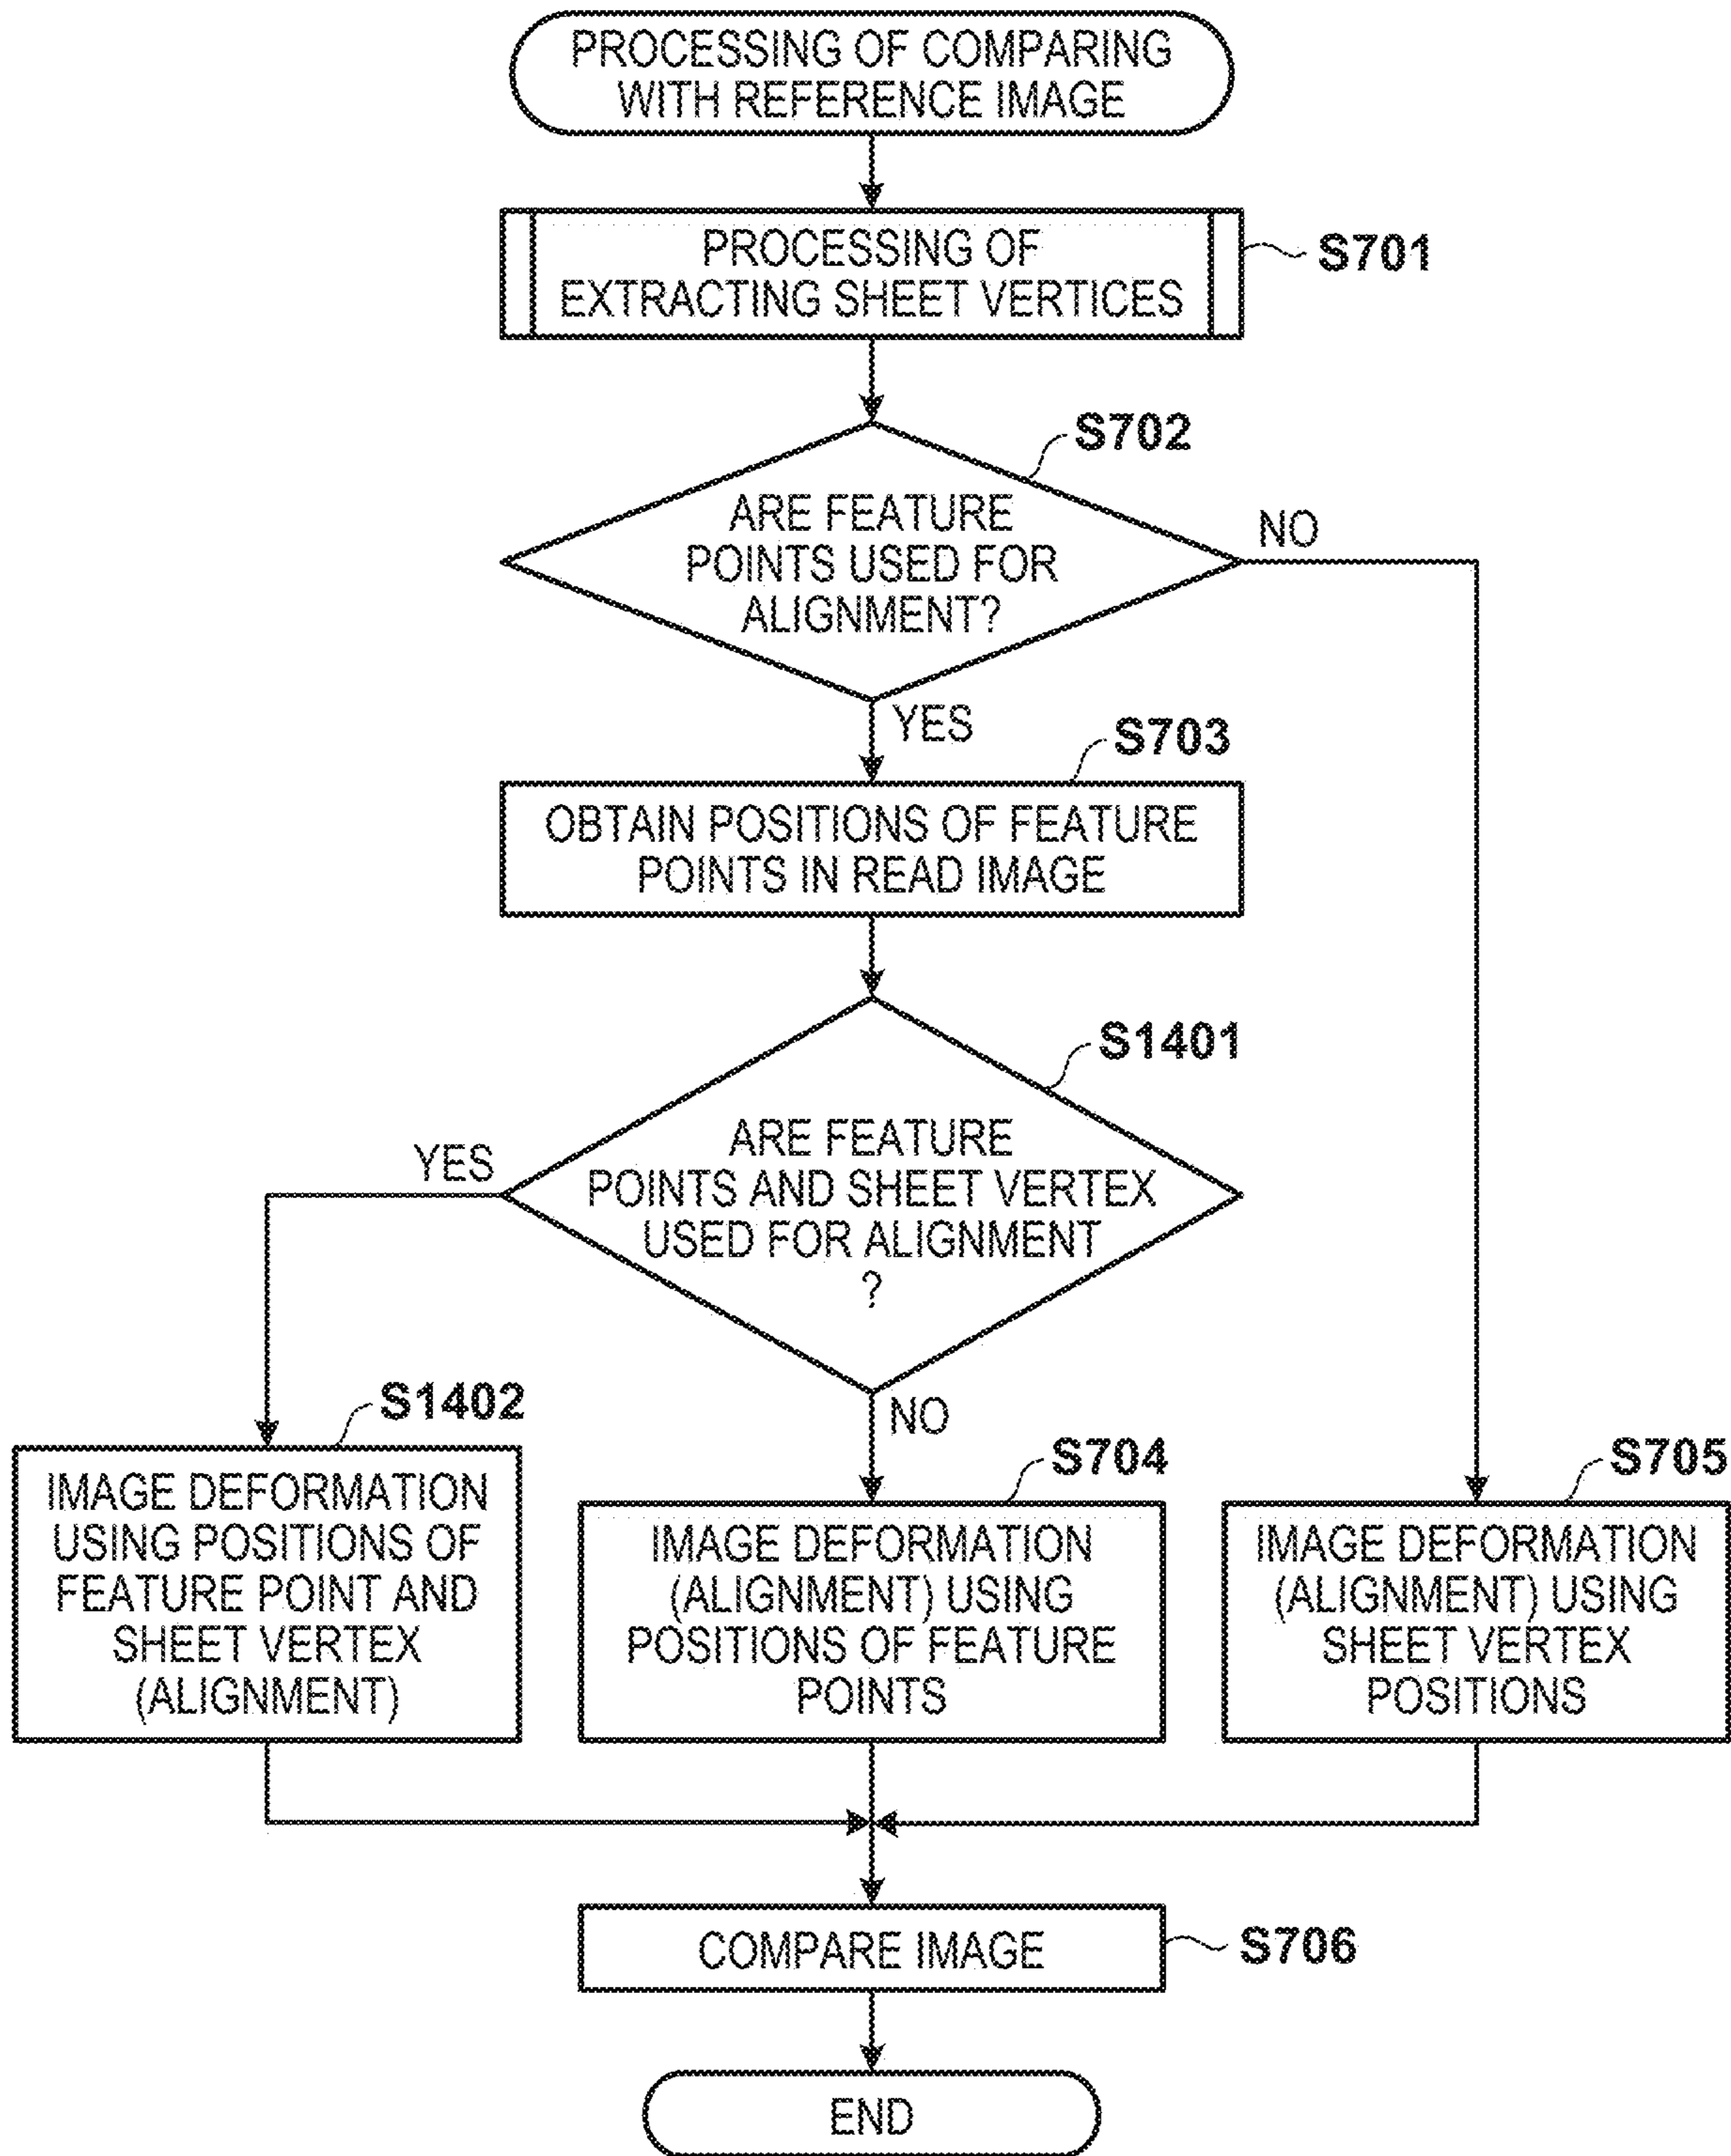 PROCESSING OF COMPARING
WITH REFERENCE IMAGE
PROCESSING OF
EXTRACTING SHEET VERTICES
S701
S702
ARE FEATURE
POINTS USED FOR
ALIGNMENT?
NO
YES
S703
OBTAIN POSITIONS OF FEATURE
POINTS IN READ IMAGE
S1401
ARE FEATURE
POINTS AND SHEET VERTEX
USED FOR ALIGNMENT
?
YES
NO
S1402
IMAGE DEFORMATION
USING POSITIONS OF
FEATURE POINT AND
SHEET VERTEX
(ALIGNMENT)
S704
IMAGE DEFORMATION
(ALIGNMENT) USING
POSITIONS OF FEATURE
POINTS
S705
IMAGE DEFORMATION
(ALIGNMENT) USING
SHEET VERTEX
POSITIONS
COMPARE IMAGE
S706
END